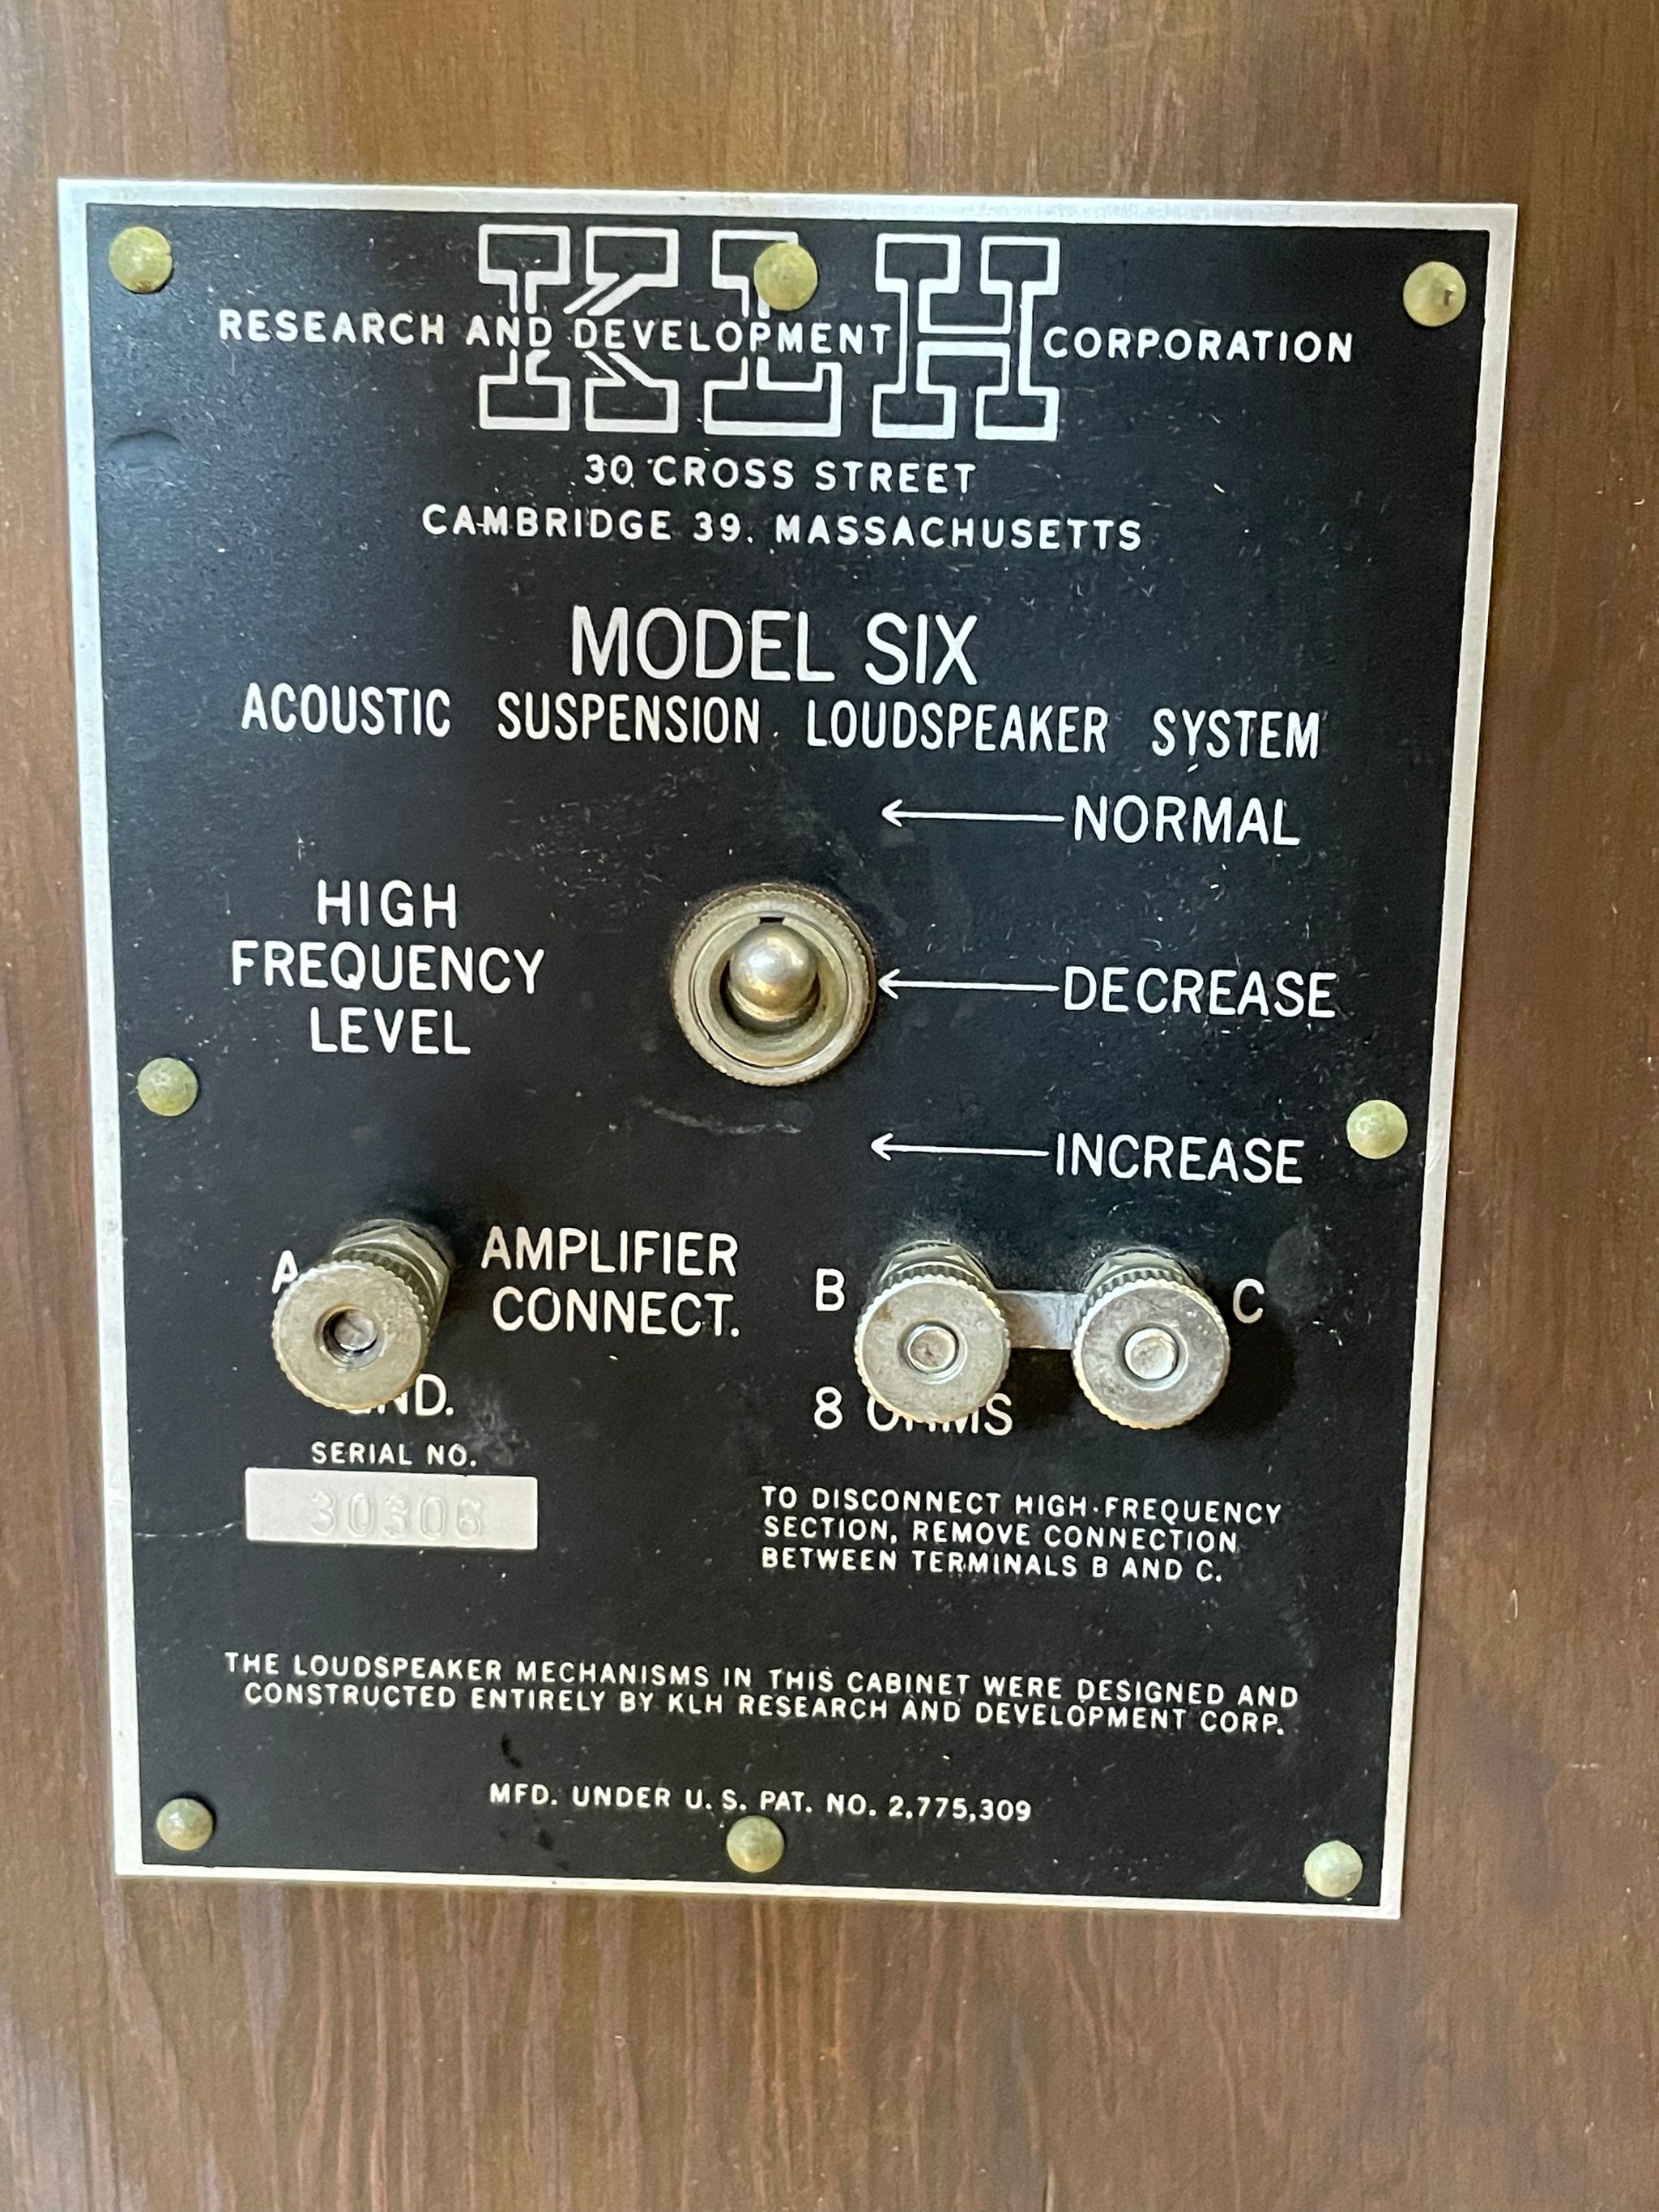 KLH
RESEARCH AND DEVELOPMENT CORPORATION
30 CROSS STREET
CAMBRIDGE 39, MASSACHUSETTS
MODEL SIX
ACOUSTIC SUSPENSION LOUDSPEAKER SYSTEM
NORMAL
HIGH
FREQUENCY
LEVEL
DECREASE
INCREASE
A
AMPLIFIER
CONNECT.
B
C
GND.
8 OHMS
SERIAL NO.
30306
TO DISCONNECT HIGH-FREQUENCY
SECTION, REMOVE CONNECTION
BETWEEN TERMINALS B AND C.
THE LOUDSPEAKER MECHANISMS IN THIS CABINET WERE DESIGNED AND
CONSTRUCTED ENTIRELY BY KLH RESEARCH AND DEVELOPMENT CORP.
MFD. UNDER U.S. PAT. NO. 2,775,309